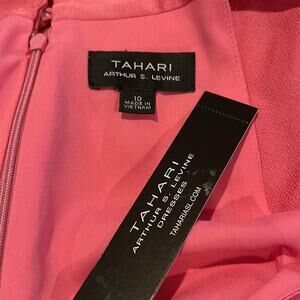 TAHARI
ARTHUR S. LEVINE
10
MADE IN
VIETNAM
TAHARI
ARTHUR S. LEVINE
DRESSES
TAHARIASL.COM